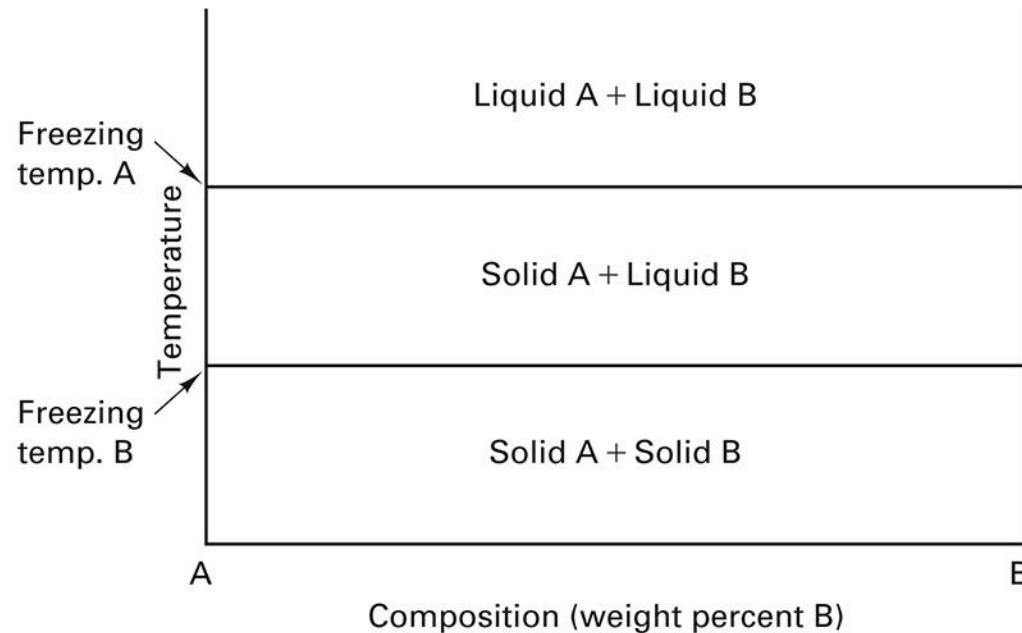 Liquid A + Liquid B
Freezing
temp. A
Temperature
Solid A + Liquid B
Freezing
temp. B
Solid A + Solid B
A
B
Composition (weight percent B)